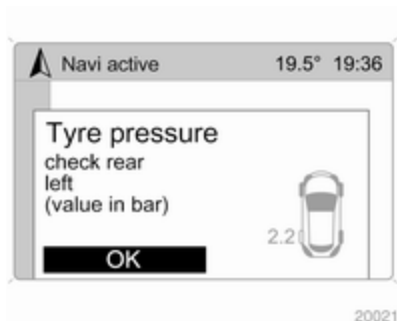 Navi active 19.5° 19:36
Tyre pressure
check rear
left
(value in bar)
2.2
OK
20021